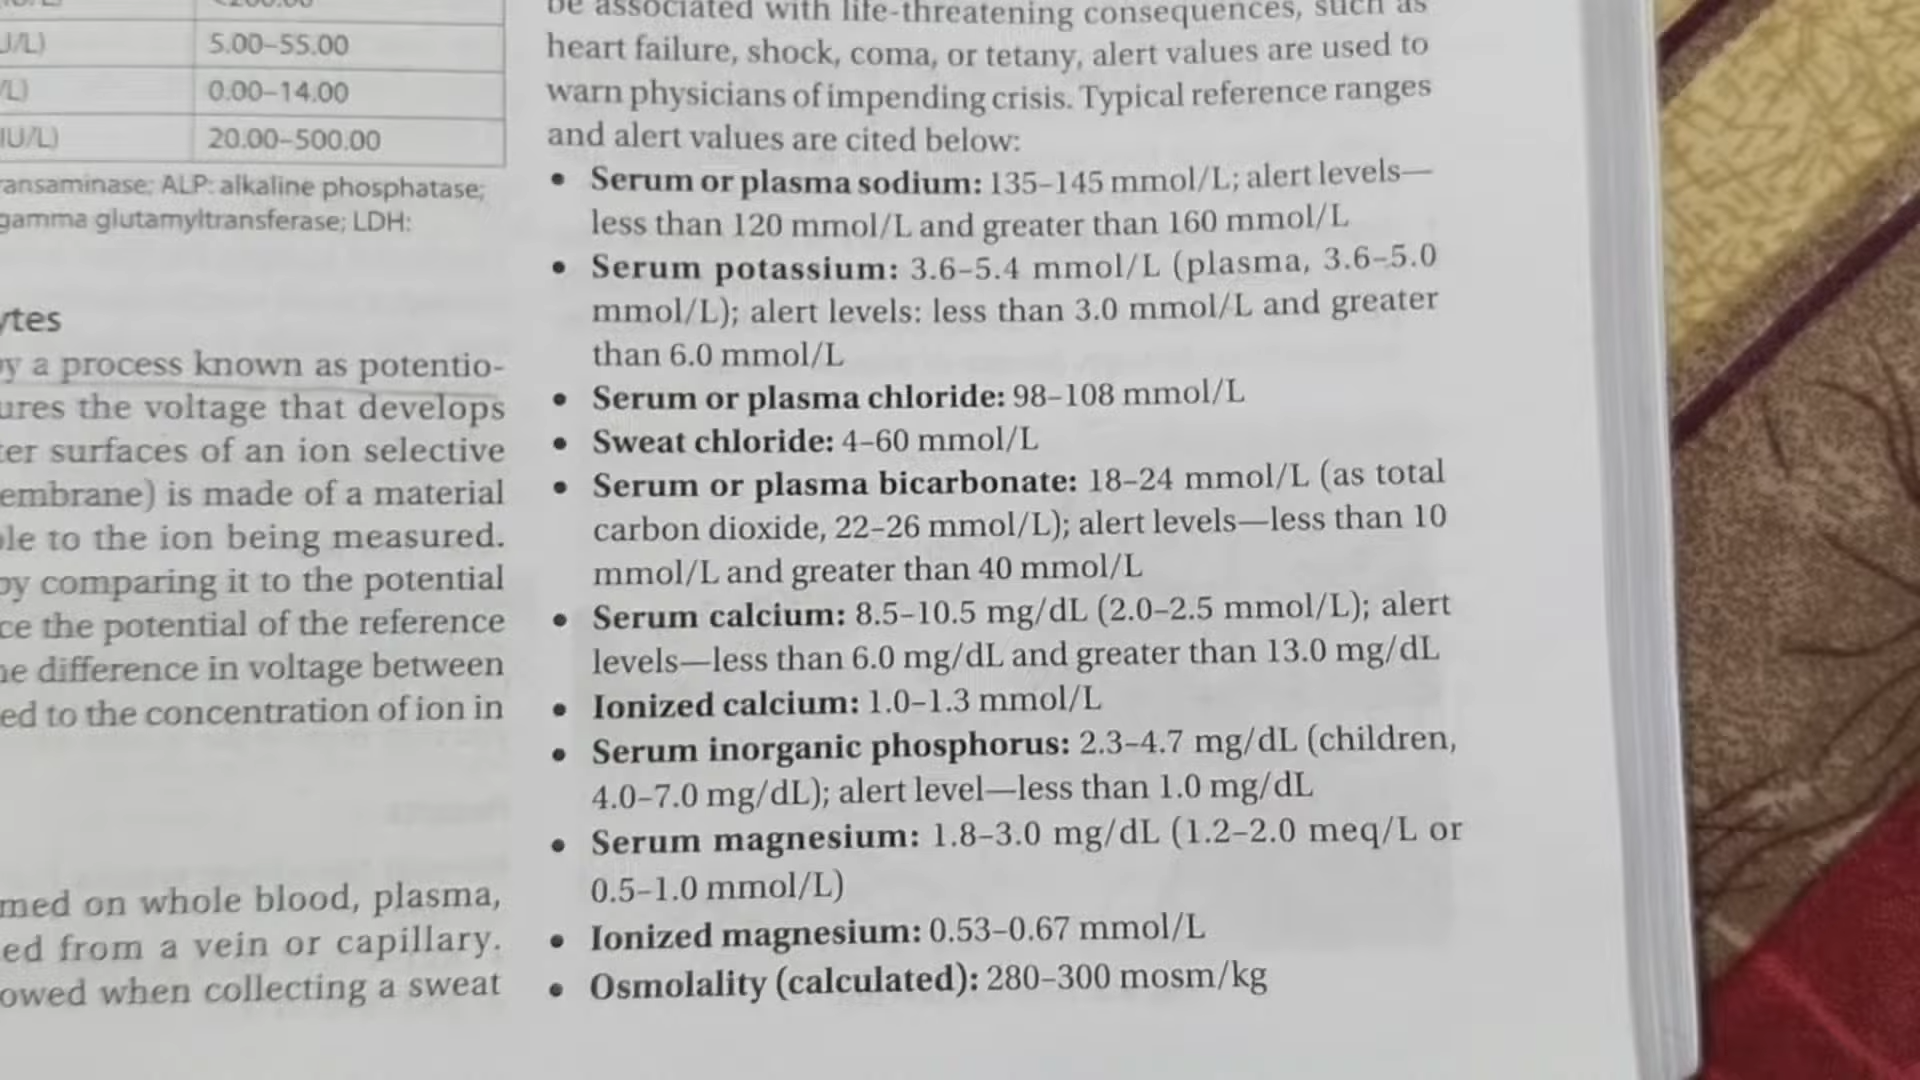 5.00–55.00
0.00–14.00
IU/L) 20.00–500.00
ALP: alkaline phosphatase;
gamma glutamyltransferase; LDH:
by a process known as potentio-
the voltage that develops
surfaces of an ion selective
is made of a material
to the ion being measured.
by comparing it to the potential
the potential of the reference
difference in voltage between
to the concentration of ion in
on whole blood, plasma,
from a vein or capillary.
when collecting a sweat
be associated with life-threatening consequences, such as
heart failure, shock, coma, or tetany, alert values are used to
warn physicians of impending crisis. Typical reference ranges
and alert values are cited below:
• Serum or plasma sodium: 135–145 mmol/L; alert levels—
less than 120 mmol/L and greater than 160 mmol/L
• Serum potassium: 3.6–5.4 mmol/L (plasma, 3.6–5.0
mmol/L); alert levels: less than 3.0 mmol/L and greater
than 6.0 mmol/L
• Serum or plasma chloride: 98–108 mmol/L
• Sweat chloride: 4–60 mmol/L
• Serum or plasma bicarbonate: 18–24 mmol/L (as total
carbon dioxide, 22–26 mmol/L); alert levels—less than 10
mmol/L and greater than 40 mmol/L
• Serum calcium: 8.5–10.5 mg/dL (2.0–2.5 mmol/L); alert
levels—less than 6.0 mg/dL and greater than 13.0 mg/dL
• Ionized calcium: 1.0–1.3 mmol/L
• Serum inorganic phosphorus: 2.3–4.7 mg/dL (children,
4.0–7.0 mg/dL); alert level—less than 1.0 mg/dL
• Serum magnesium: 1.8–3.0 mg/dL (1.2–2.0 meq/L or
0.5–1.0 mmol/L)
• Ionized magnesium: 0.53–0.67 mmol/L
• Osmolality (calculated): 280–300 mosm/kg